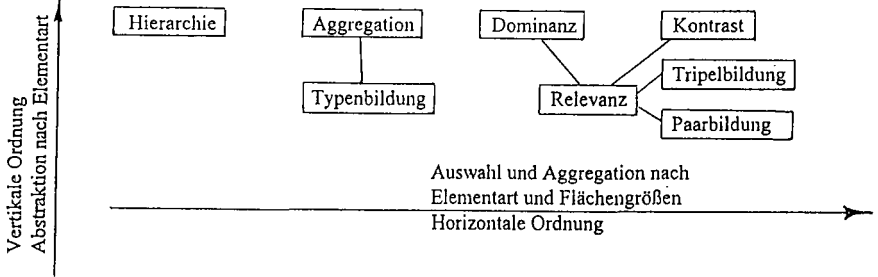 Hierarchie
Aggregation
Dominanz
Kontrast
Typenbildung
Relevanz
Tripelbildung
Paarbildung
Vertikale Ordnung
Abstraktion nach Elementart
Auswahl und Aggregation nach
Elementart und Flächengrößen
Horizontale Ordnung